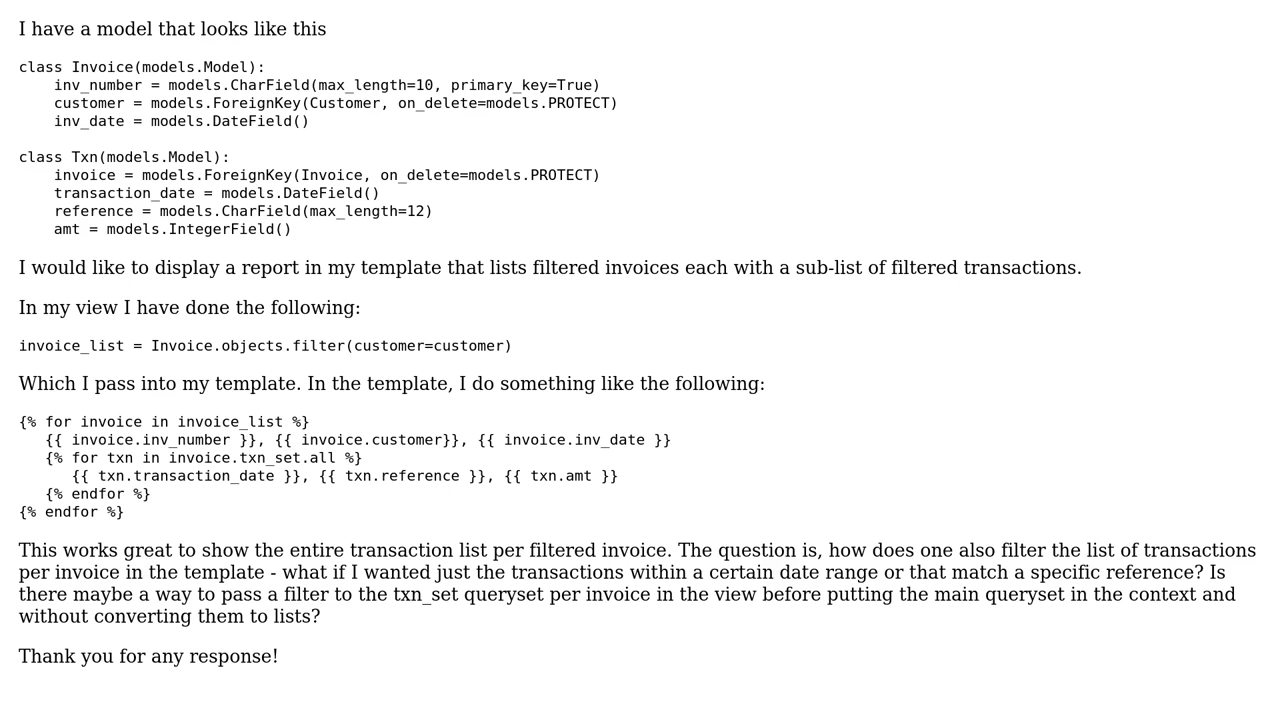 I have a model that looks like this
class Invoice(models.Model):
    inv_number = models.CharField(max_length=10, primary_key=True)
    customer = models.ForeignKey(Customer, on_delete=models.PROTECT)
    inv_date = models.DateField()
class Txn(models.Model):
    invoice = models.ForeignKey(Invoice, on_delete=models.PROTECT)
    transaction_date = models.DateField()
    reference = models.CharField(max_length=12)
    amt = models.IntegerField()
I would like to display a report in my template that lists filtered invoices each with a sub-list of filtered transactions.
In my view I have done the following:
invoice_list = Invoice.objects.filter(customer=customer)
Which I pass into my template. In the template, I do something like the following:
{% for invoice in invoice_list %}
   {{ invoice.inv_number }}, {{ invoice.customer}}, {{ invoice.inv_date }}
   {% for txn in invoice.txn_set.all %}
      {{ txn.transaction_date }}, {{ txn.reference }}, {{ txn.amt }}
   {% endfor %}
{% endfor %}
This works great to show the entire transaction list per filtered invoice. The question is, how does one also filter the list of transactions
per invoice in the template - what if I wanted just the transactions within a certain date range or that match a specific reference? Is
there maybe a way to pass a filter to the txn_set queryset per invoice in the view before putting the main queryset in the context and
without converting them to lists?
Thank you for any response!